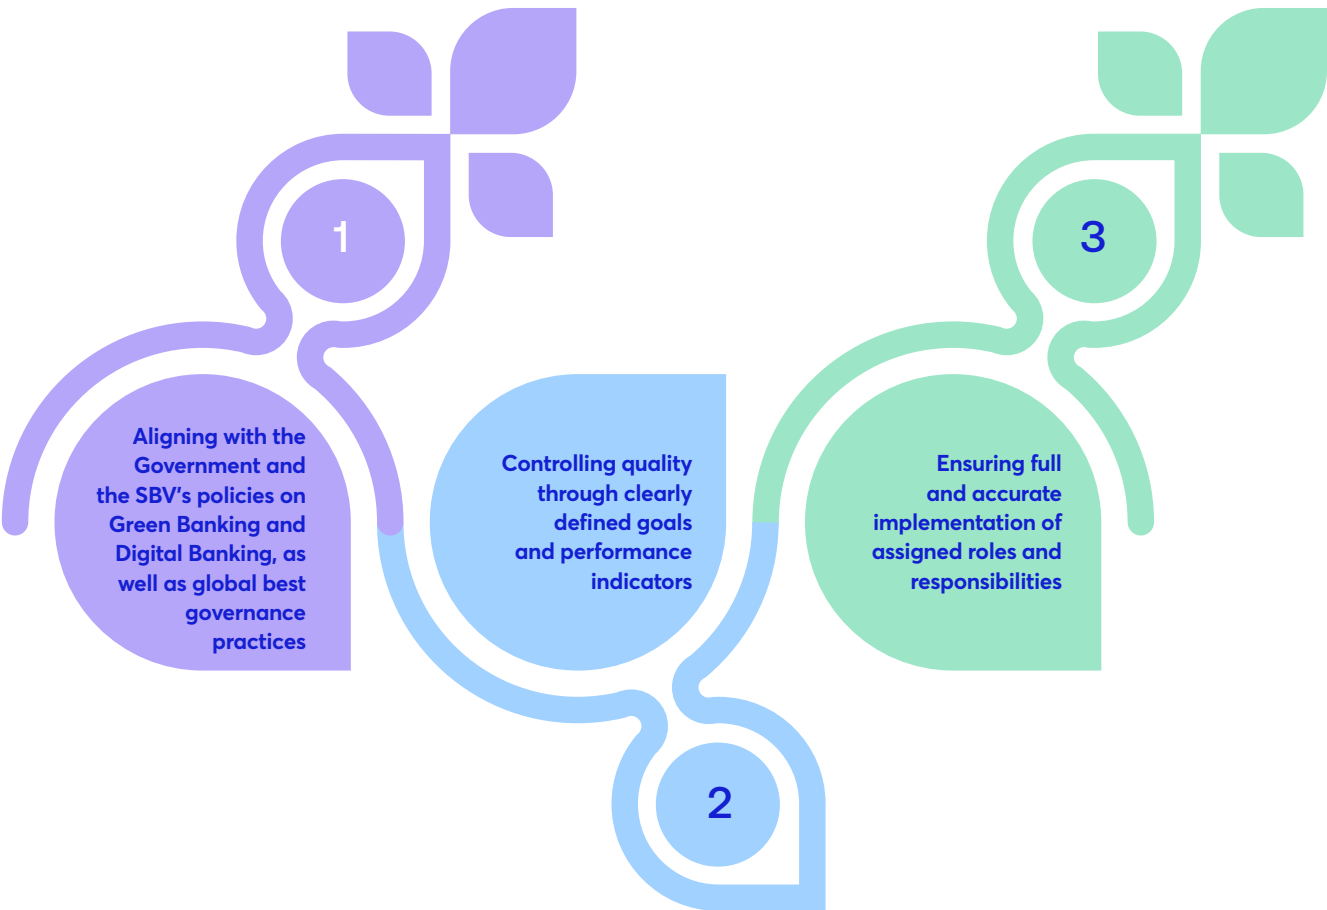 1
Aligning with the
Government and
the SBV's policies on
Green Banking and
Digital Banking, as
well as global best
governance
practices
2
Controlling quality
through clearly
defined goals
and performance
indicators
3
Ensuring full
and accurate
implementation of
assigned roles and
responsibilities